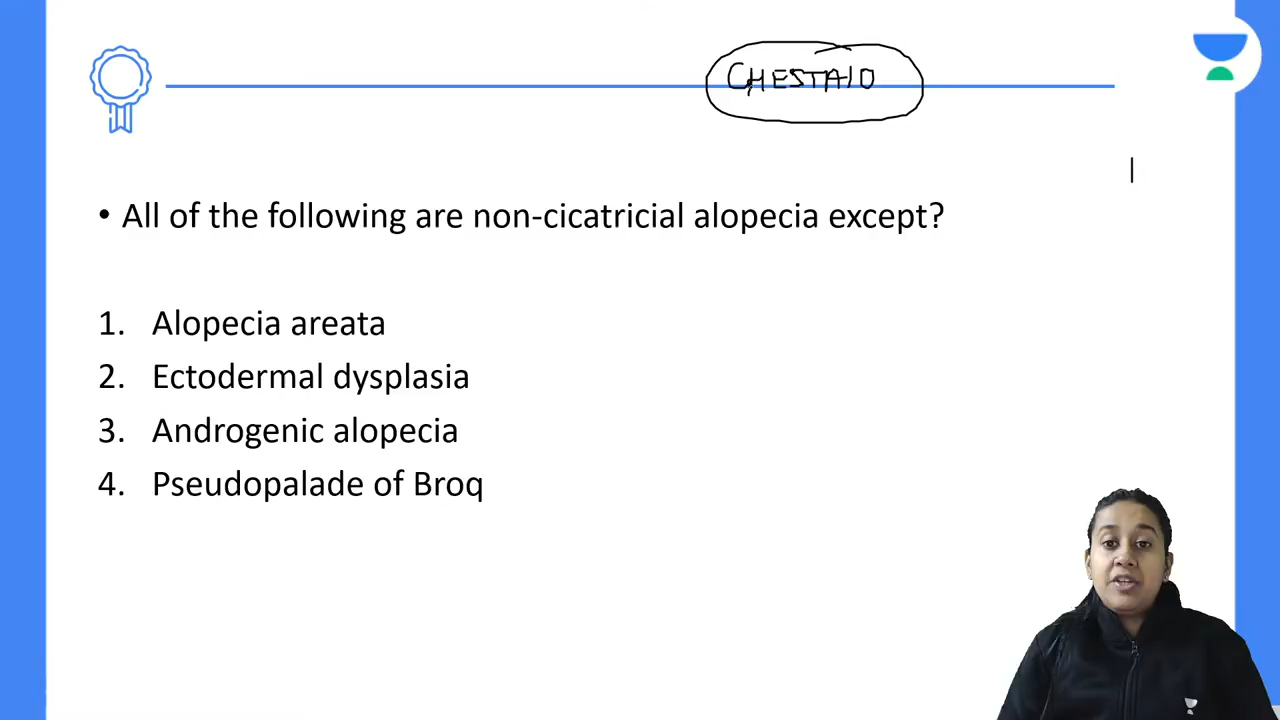 CHESTA10
• All of the following are non-cicatricial alopecia except?
1. Alopecia areata
2. Ectodermal dysplasia
3. Androgenic alopecia
4. Pseudopalade of Broq